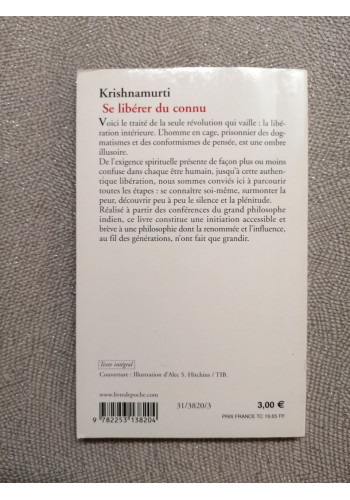 Krishnamurti
Se libérer du connu
Voici le traité de la seule révolution qui vaille : la libé-
ration intérieure. L'homme en cage, prisonnier des dog-
matismes et des conformismes de pensée, est une ombre
illusoire.
De l'exigence spirituelle présente de façon plus ou moins
confuse dans chaque être humain, jusqu'à cette authen-
tique libération, nous sommes conviés ici à parcourir
toutes les étapes : se connaître soi-même, surmonter la
peur, découvrir peu à peu le silence et la plénitude.
Réalisé à partir des conférences du grand philosophe
indien, ce livre constitue une initiation accessible et
brève à une philosophie dont la renommée et l'influence,
au fil des générations, n'ont fait que grandir.
Texte intégral
Couverture : Illustration d'Alec S. Hitchins / TIB.
www.livredepoche.com
31/3820/3
3,00 €
9 782253 138204
PRIX FRANCE TC 19,65 FF